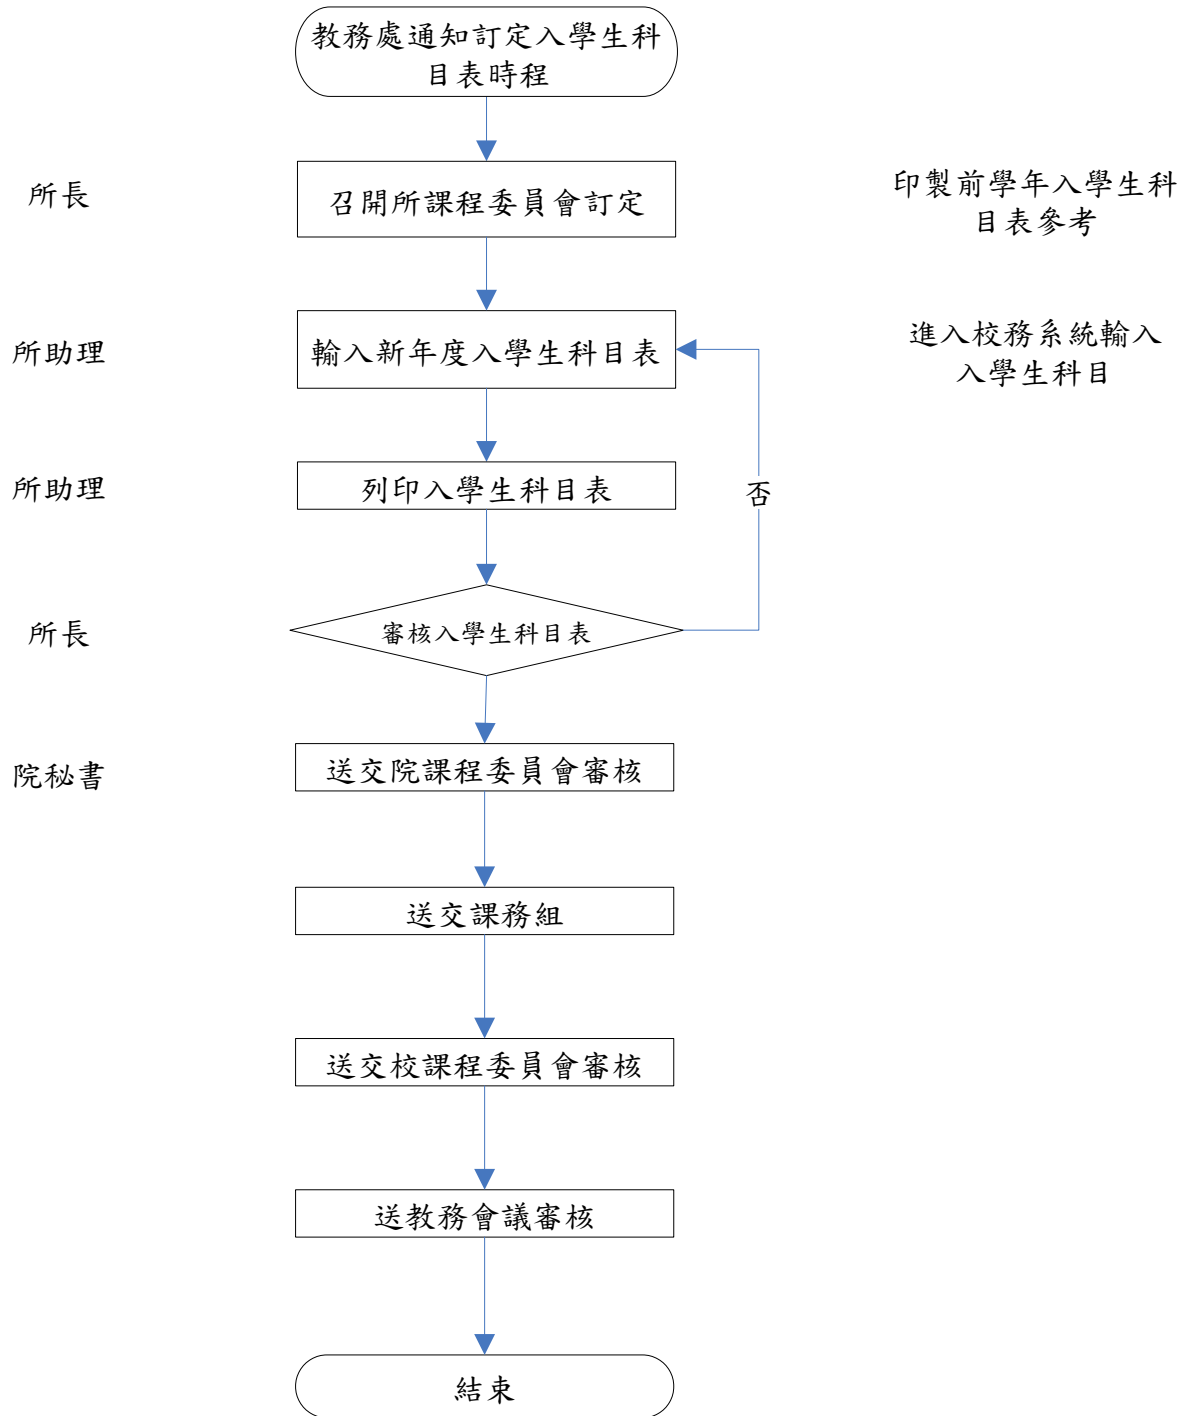 教務處通知訂定入學生科
目表時程
所長
召開所課程委員會訂定
印製前學年入學生科
目表參考
所助理
輸入新年度入學生科目表
進入校務系統輸入
入學生科目
所助理
列印入學生科目表
否
所長
審核入學生科目表
院秘書
送交院課程委員會審核
送交課務組
送交校課程委員會審核
送教務會議審核
結束